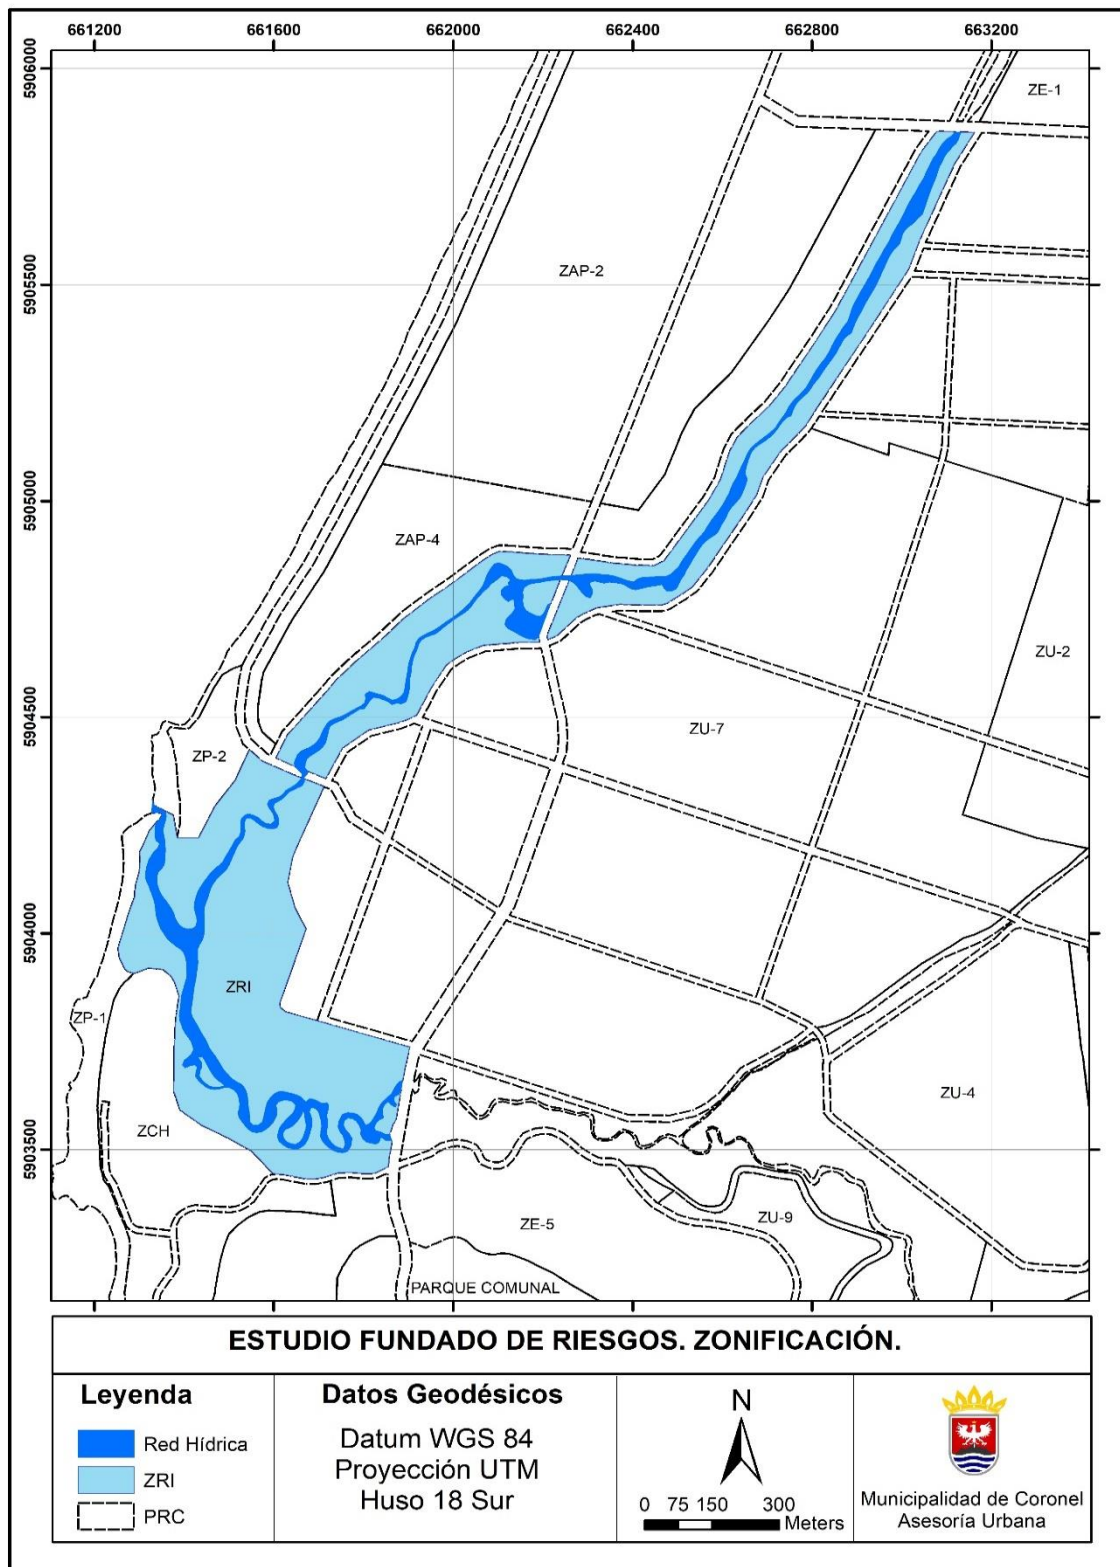 661200 661600 662000 662400 662800 663200
5906000
ZE-1
ZAP-2
5905500
5905000
ZAP-4
ZU-2
ZU-7
5904500
ZP-2
5904000
ZRI
ZP-1
ZU-4
ZCH
5903500
ZE-5
ZU-9
PARQUE COMUNAL
ESTUDIO FUNDADO DE RIESGOS. ZONIFICACIÓN.
Leyenda
Red Hídrica
ZRI
PRC
Datos Geodésicos
Datum WGS 84
Proyección UTM
Huso 18 Sur
N
0 75 150 300
Meters
Municipalidad de Coronel
Asesoría Urbana